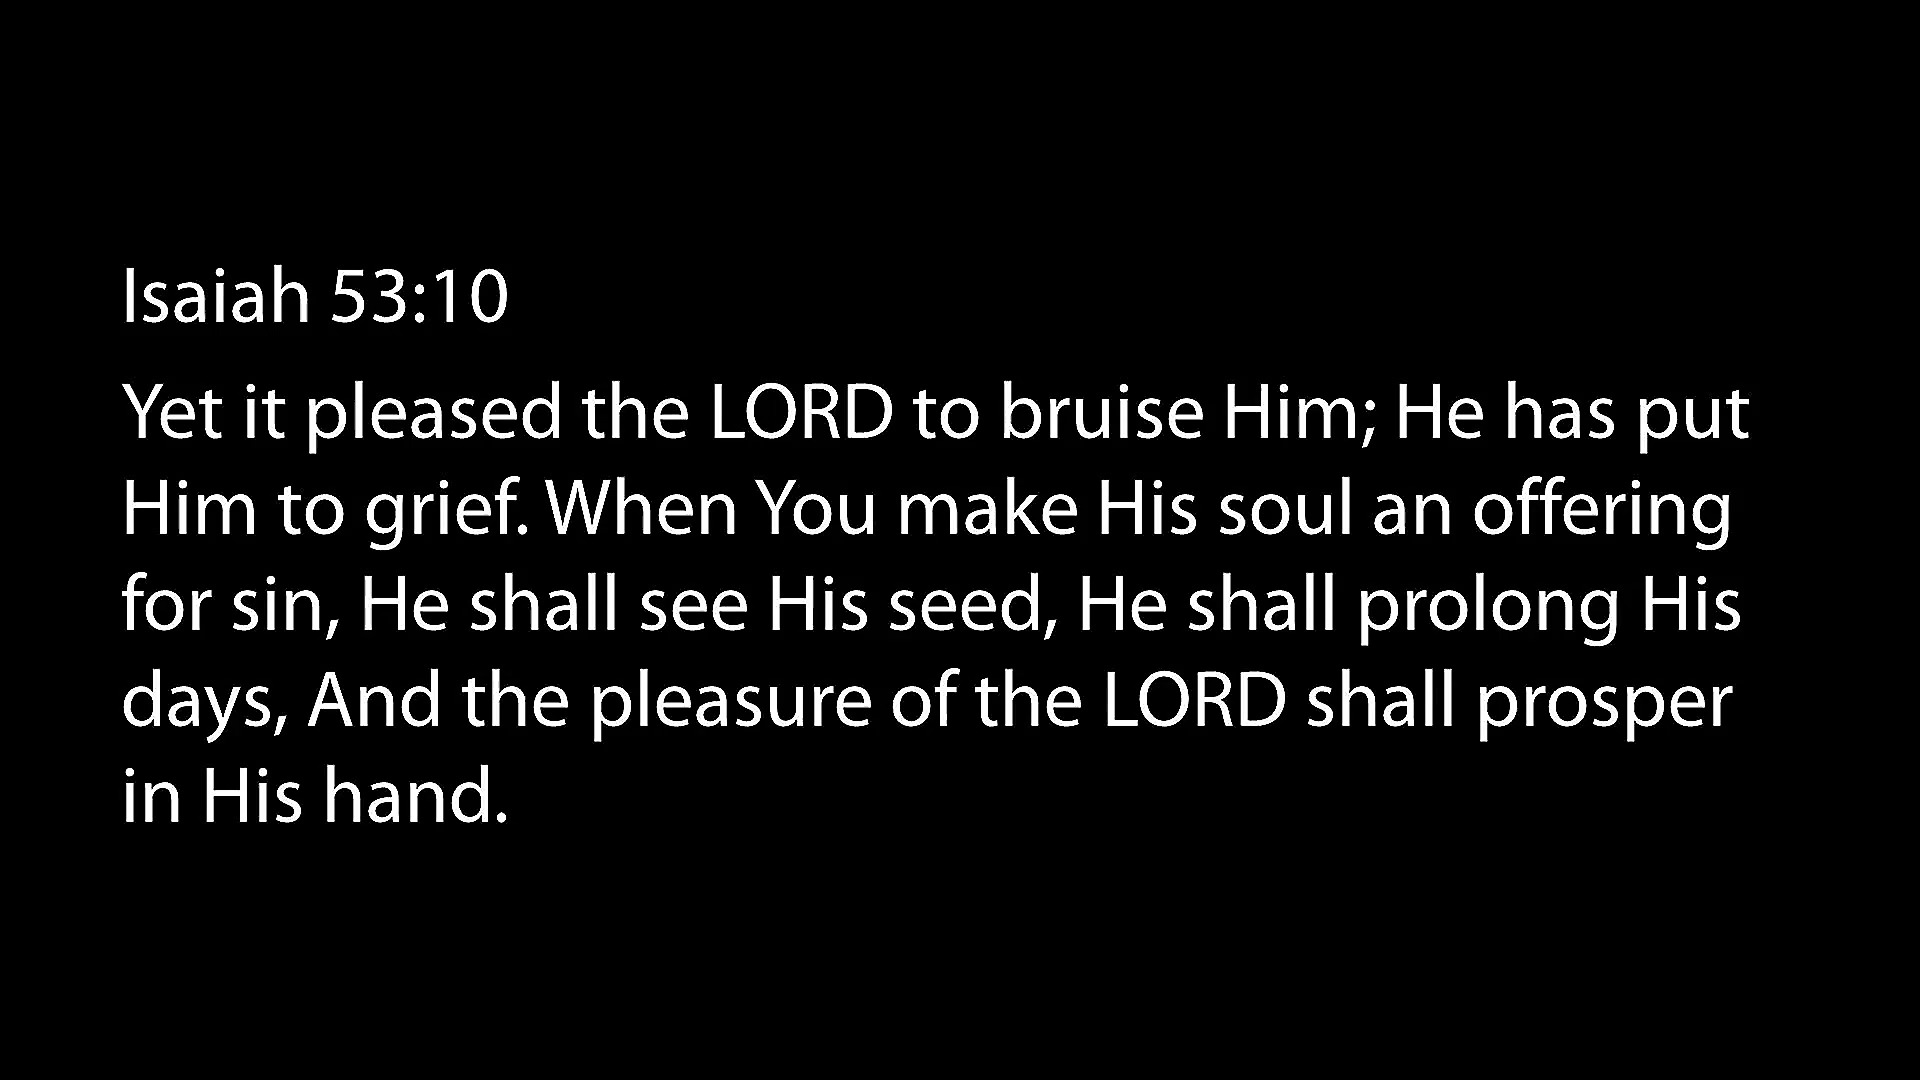 Isaiah 53:10
Yet it pleased the LORD to bruise Him; He has put
Him to grief. When You make His soul an offering
for sin, He shall see His seed, He shall prolong His
days, And the pleasure of the LORD shall prosper
in His hand.